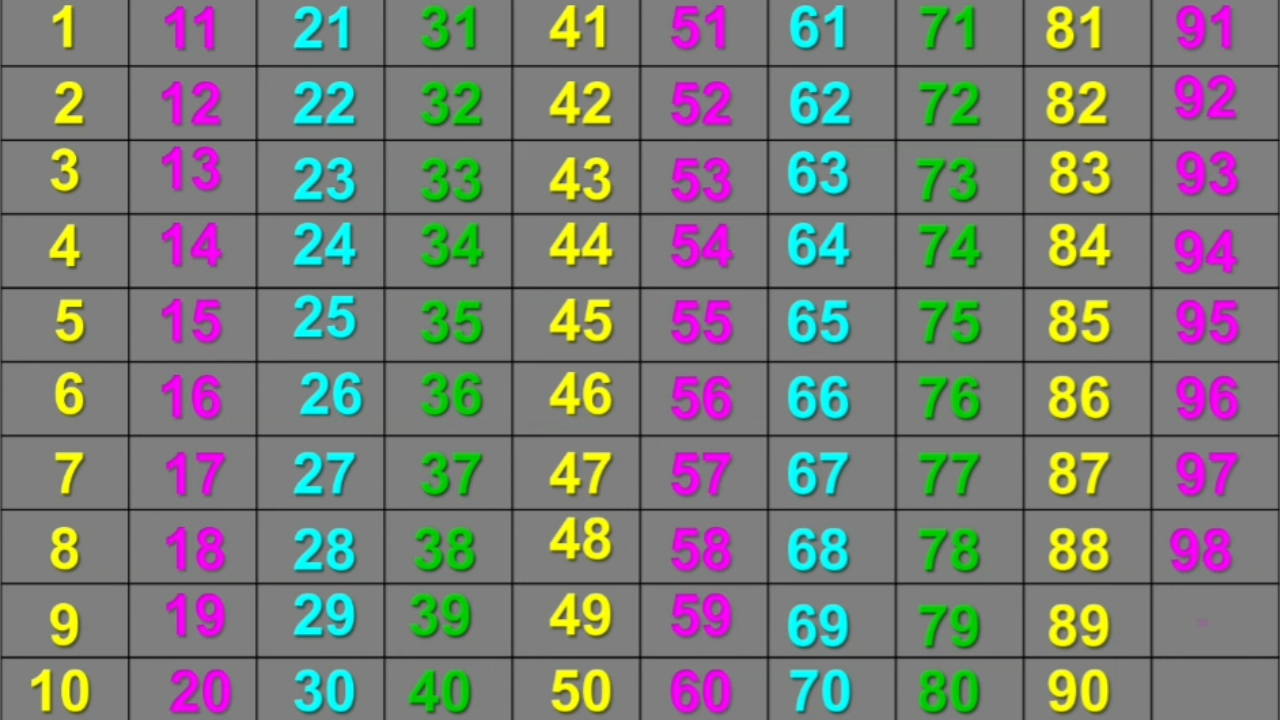 1 11 21 31 41 51 61 71 81 91
2 12 22 32 42 52 62 72 82 92
3 13 23 33 43 53 63 73 83 93
4 14 24 34 44 54 64 74 84 94
5 15 25 35 45 55 65 75 85 95
6 16 26 36 46 56 66 76 86 96
7 17 27 37 47 57 67 77 87 97
8 18 28 38 48 58 68 78 88 98
9 19 29 39 49 59 69 79 89
10 20 30 40 50 60 70 80 90